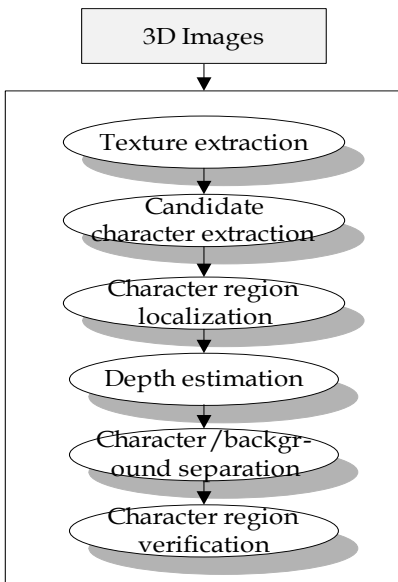 3D Images
Texture extraction
Candidate
character extraction
Character region
localization
Depth estimation
Character/backgr-
ound separation
Character region
verification